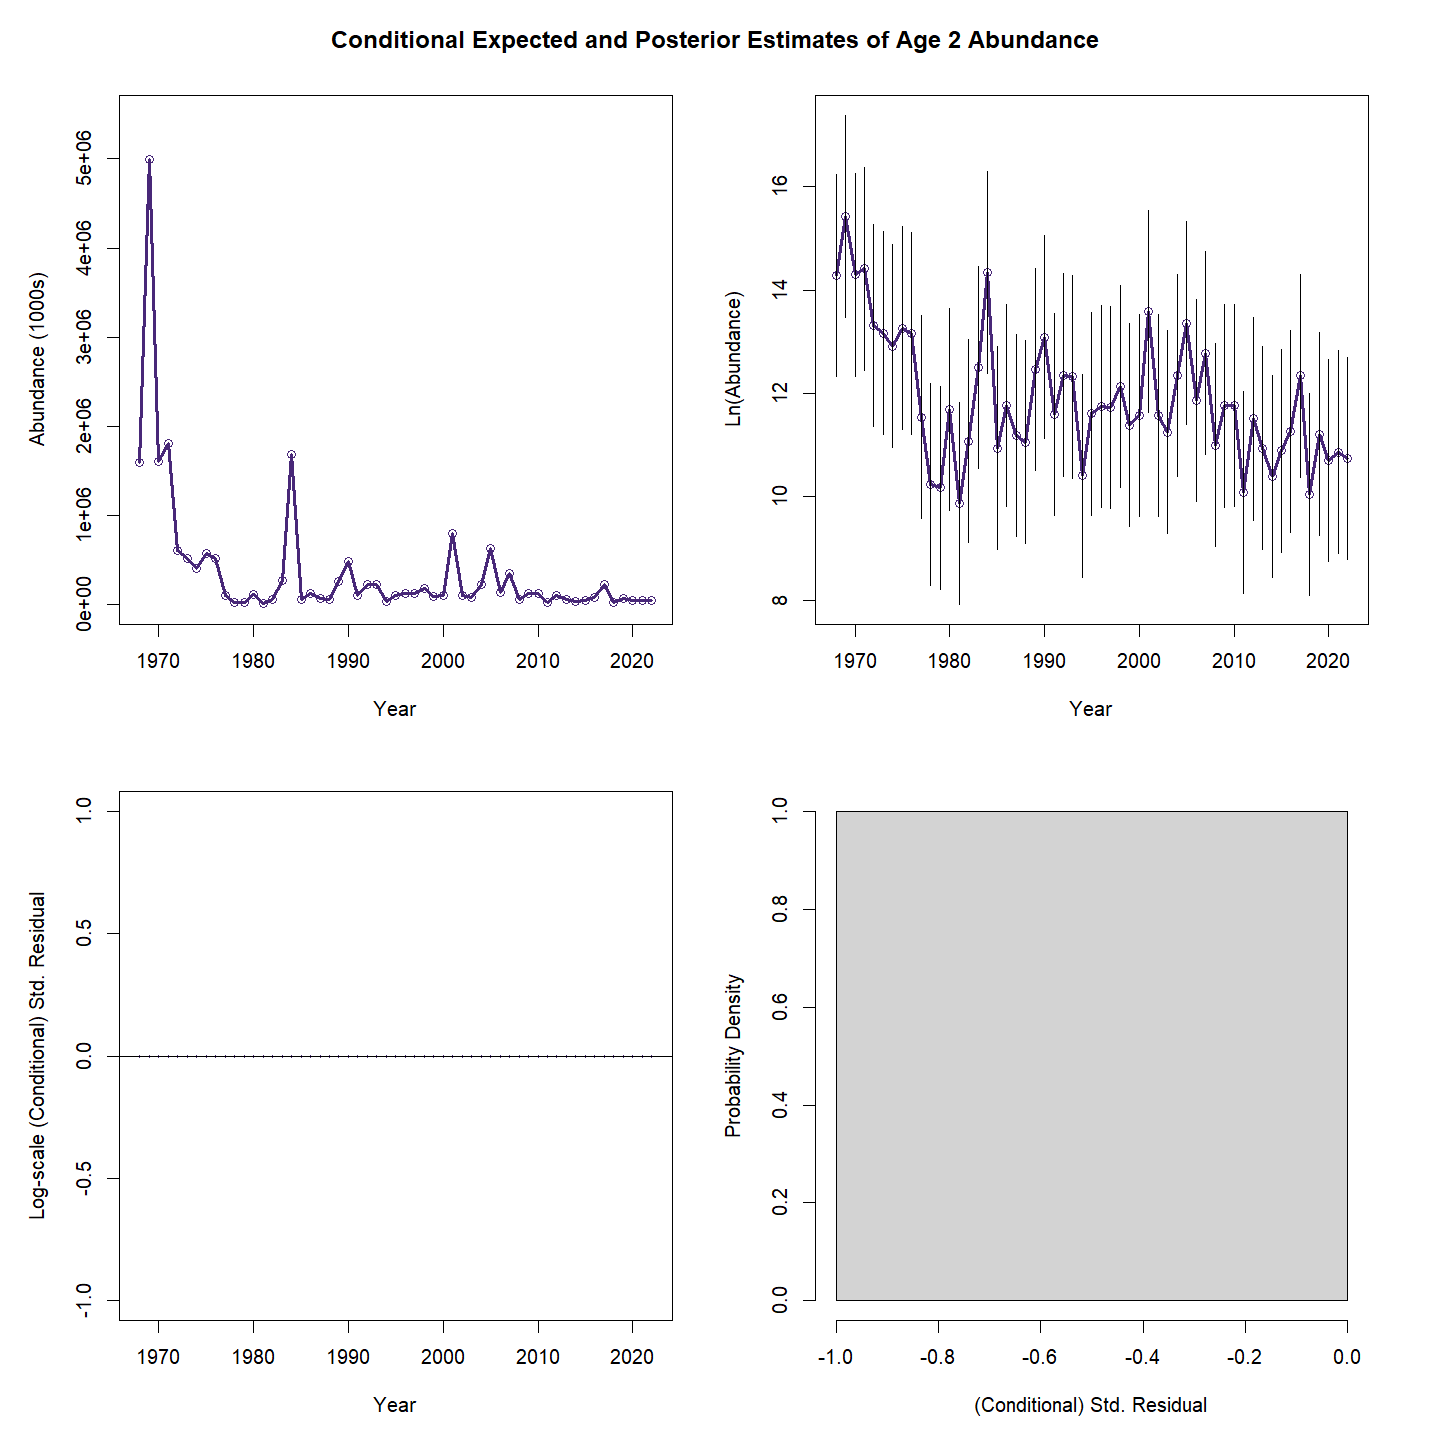 Conditional Expected and Posterior Estimates of Age 2 Abundance
Abundance (1000s)
5e+06
4e+06
3e+06
2e+06
1e+06
0e+00
1970 1980 1990 2000 2010 2020
Year
Ln(Abundance)
16
14
12
10
8
1970 1980 1990 2000 2010 2020
Year
Log-scale (Conditional) Std. Residual
1.0
0.5
0.0
-0.5
-1.0
1970 1980 1990 2000 2010 2020
Year
Probability Density
1.0
0.8
0.6
0.4
0.2
0.0
-1.0 -0.8 -0.6 -0.4 -0.2 0.0
(Conditional) Std. Residual